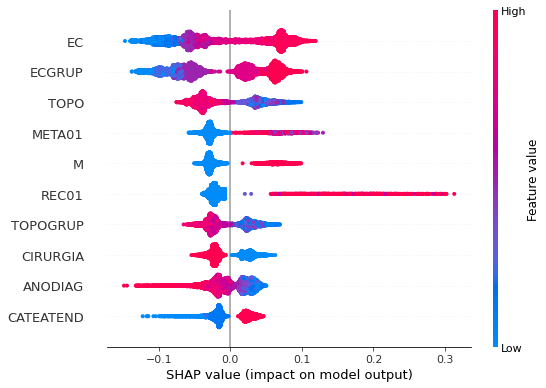 High
EC
ECGRUP
TOPO
META01
M
REC01
TOPOGRUP
CIRURGIA
ANODIAG
CATEATEND
Feature value
Low
−0.1 0.0 0.1 0.2 0.3
SHAP value (impact on model output)